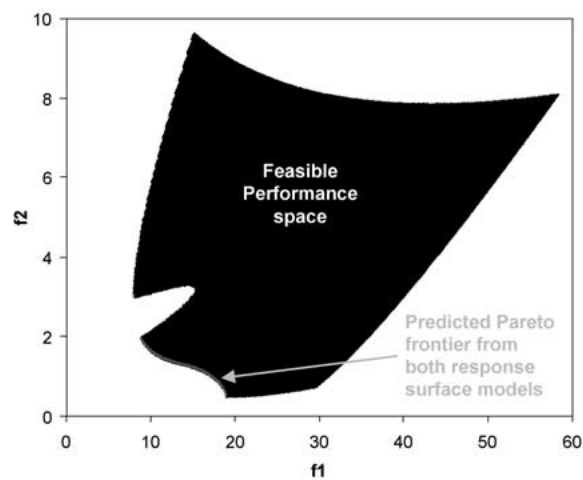 10
8
6
4
2
0
f2
Feasible
Performance
space
Predicted Pareto
frontier from
both response
surface models
0 10 20 30 40 50 60
f1